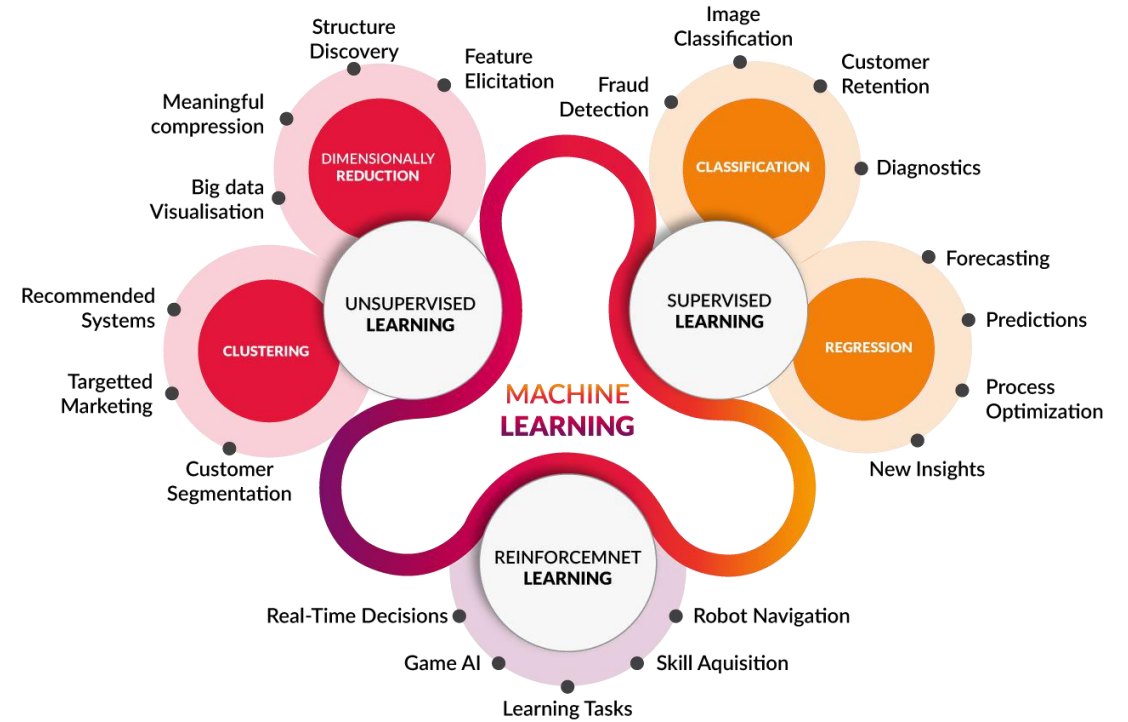 Structure
Discovery
Feature
Elicitation
Meaningful
compression
Big data
Visualisation
DIMENSIONALLY
REDUCTION
Recommended
Systems
Targetted
Marketing
Customer
Segmentation
CLUSTERING
UNSUPERVISED
LEARNING
Image
Classification
Fraud
Detection
Customer
Retention
Diagnostics
CLASSIFICATION
SUPERVISED
LEARNING
Forecasting
Predictions
Process
Optimization
New Insights
REGRESSION
MACHINE
LEARNING
REINFORCEMNET
LEARNING
Real-Time Decisions
Game AI
Learning Tasks
Skill Aquisition
Robot Navigation